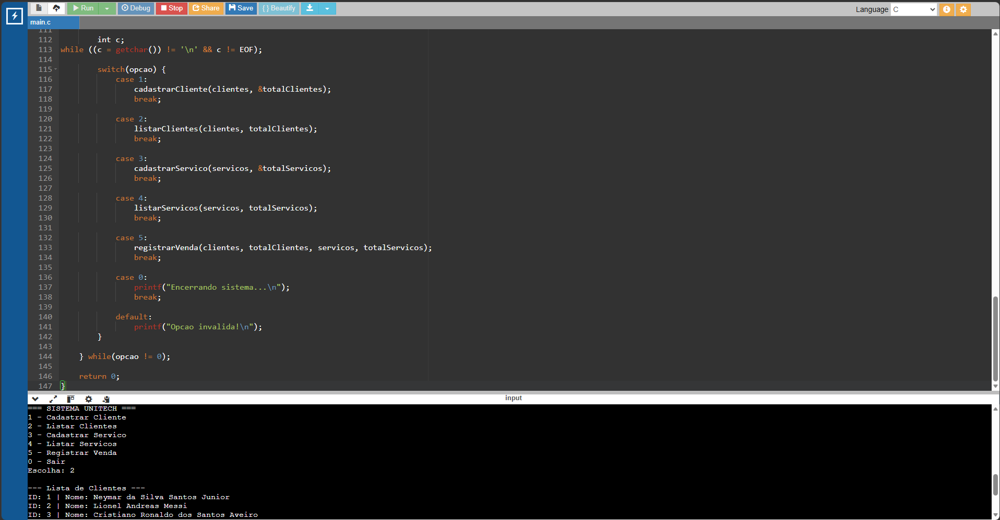 Run Debug Stop Share Save { } Beautify Language C
main.c
111
112 int c;
113 while ((c = getchar()) != '\n' && c != EOF);
114
115 switch(opcao) {
116 case 1:
117 cadastrarCliente(clientes, &totalClientes);
118 break;
119
120 case 2:
121 listarClientes(clientes, totalClientes);
122 break;
123
124 case 3:
125 cadastrarServico(servicos, &totalServicos);
126 break;
127
128 case 4:
129 listarServicos(servicos, totalServicos);
130 break;
131
132 case 5:
133 registrarVenda(clientes, totalClientes, servicos, totalServicos);
134 break;
135
136 case 0:
137 printf("Encerrando sistema...\n");
138 break;
139
140 default:
141 printf("Opcao invalida!\n");
142 }
143
144 } while(opcao != 0);
145
146 return 0;
147 }
input
=== SISTEMA UNITECH ===
1 - Cadastrar Cliente
2 - Listar Clientes
3 - Cadastrar Servico
4 - Listar Servicos
5 - Registrar Venda
0 - Sair
Escolha: 2
--- Lista de Clientes ---
ID: 1 | Nome: Neymar da Silva Santos Junior
ID: 2 | Nome: Lionel Andreas Messi
ID: 3 | Nome: Cristiano Ronaldo dos Santos Aveiro